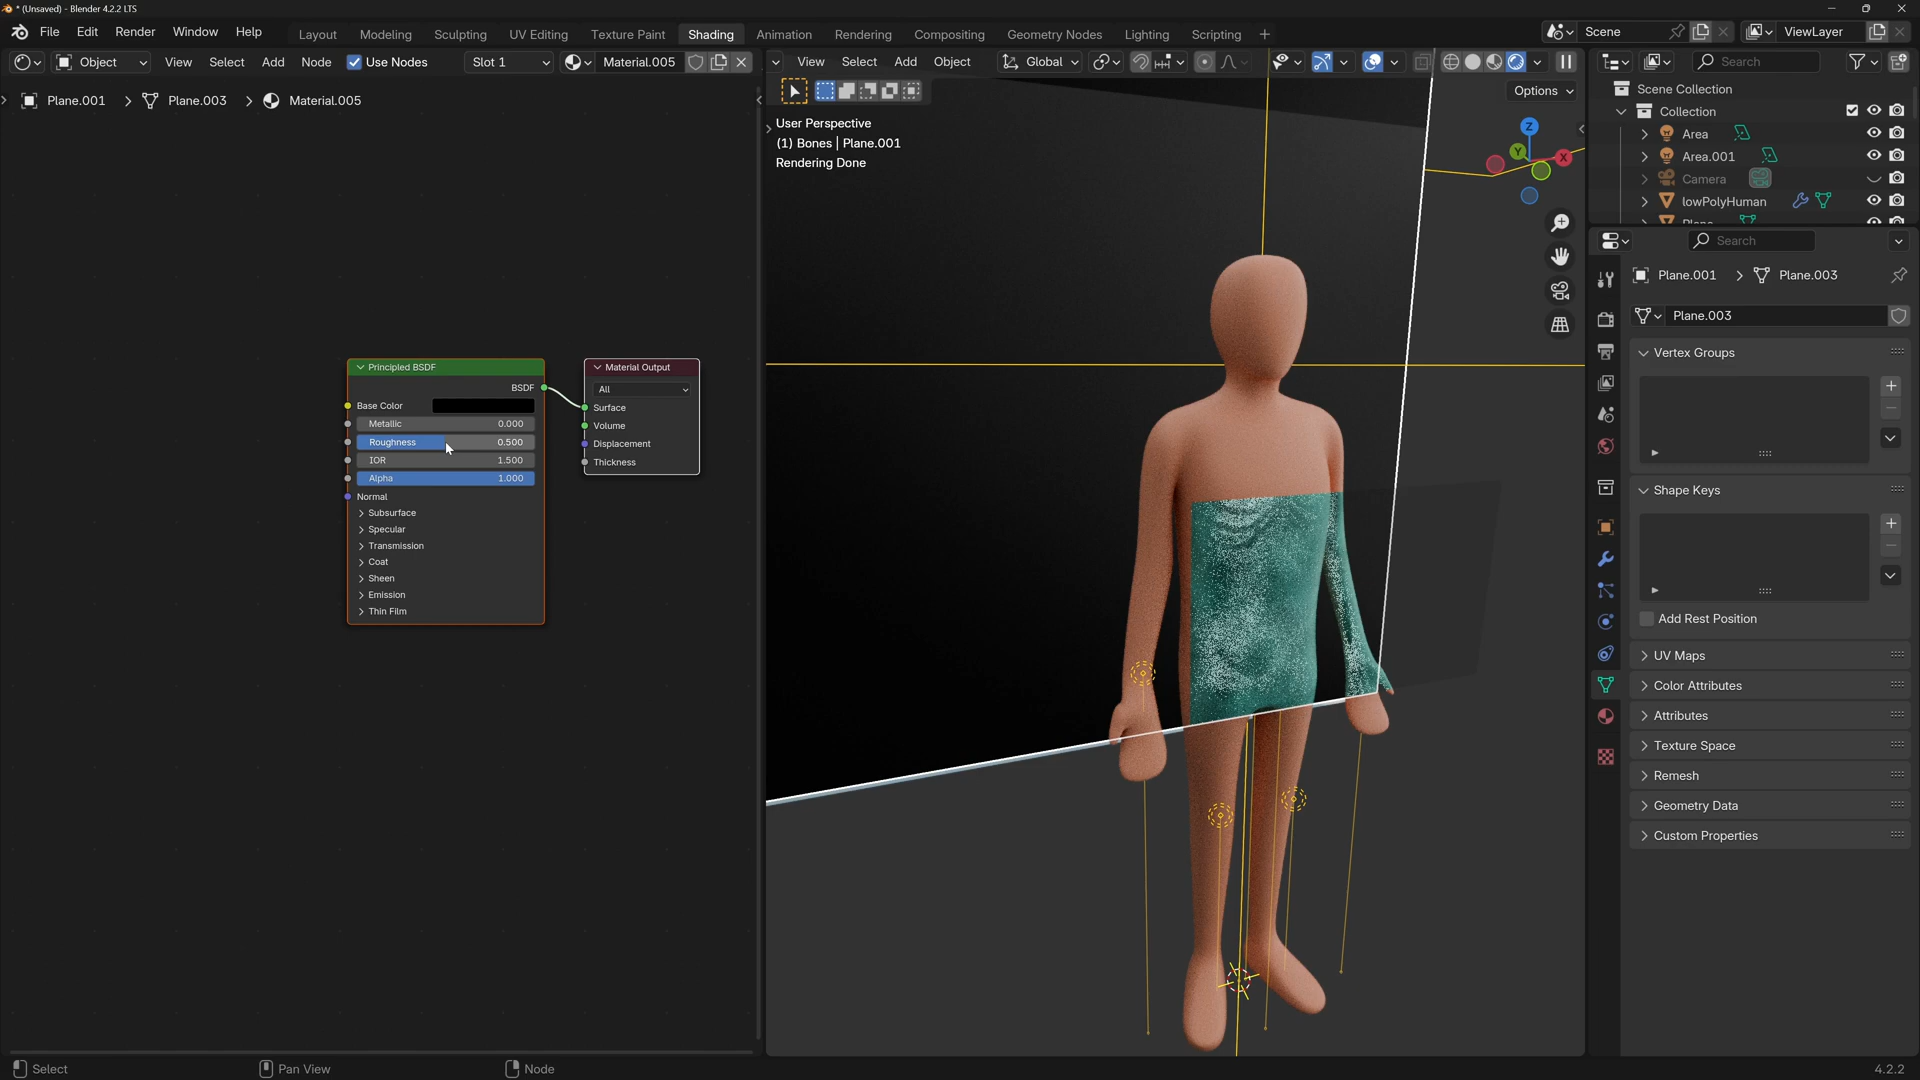 * (Unsaved) - Blender 4.2.2 LTS
File Edit Render Window Help Layout Modeling Sculpting UV Editing Texture Paint Shading Animation Rendering Compositing Geometry Nodes Lighting Scripting + Scene ViewLayer
Object View Select Add Node Use Nodes Slot 1 Material.005
View Select Add Object Global
Search
Plane.001 > Plane.003 > Material.005
Options
User Perspective
(1) Bones | Plane.001
Rendering Done
Z
Y
X
Scene Collection
Collection
Area
Area.001
Camera
lowPolyHuman
Search
Plane.001 > Plane.003
Plane.003
Vertex Groups
Shape Keys
Add Rest Position
UV Maps
Color Attributes
Attributes
Texture Space
Remesh
Geometry Data
Custom Properties
Principled BSDF
BSDF
Base Color
Metallic 0.000
Roughness 0.500
IOR 1.500
Alpha 1.000
Normal
Subsurface
Specular
Transmission
Coat
Sheen
Emission
Thin Film
Material Output
All
Surface
Volume
Displacement
Thickness
Select Pan View Node 4.2.2